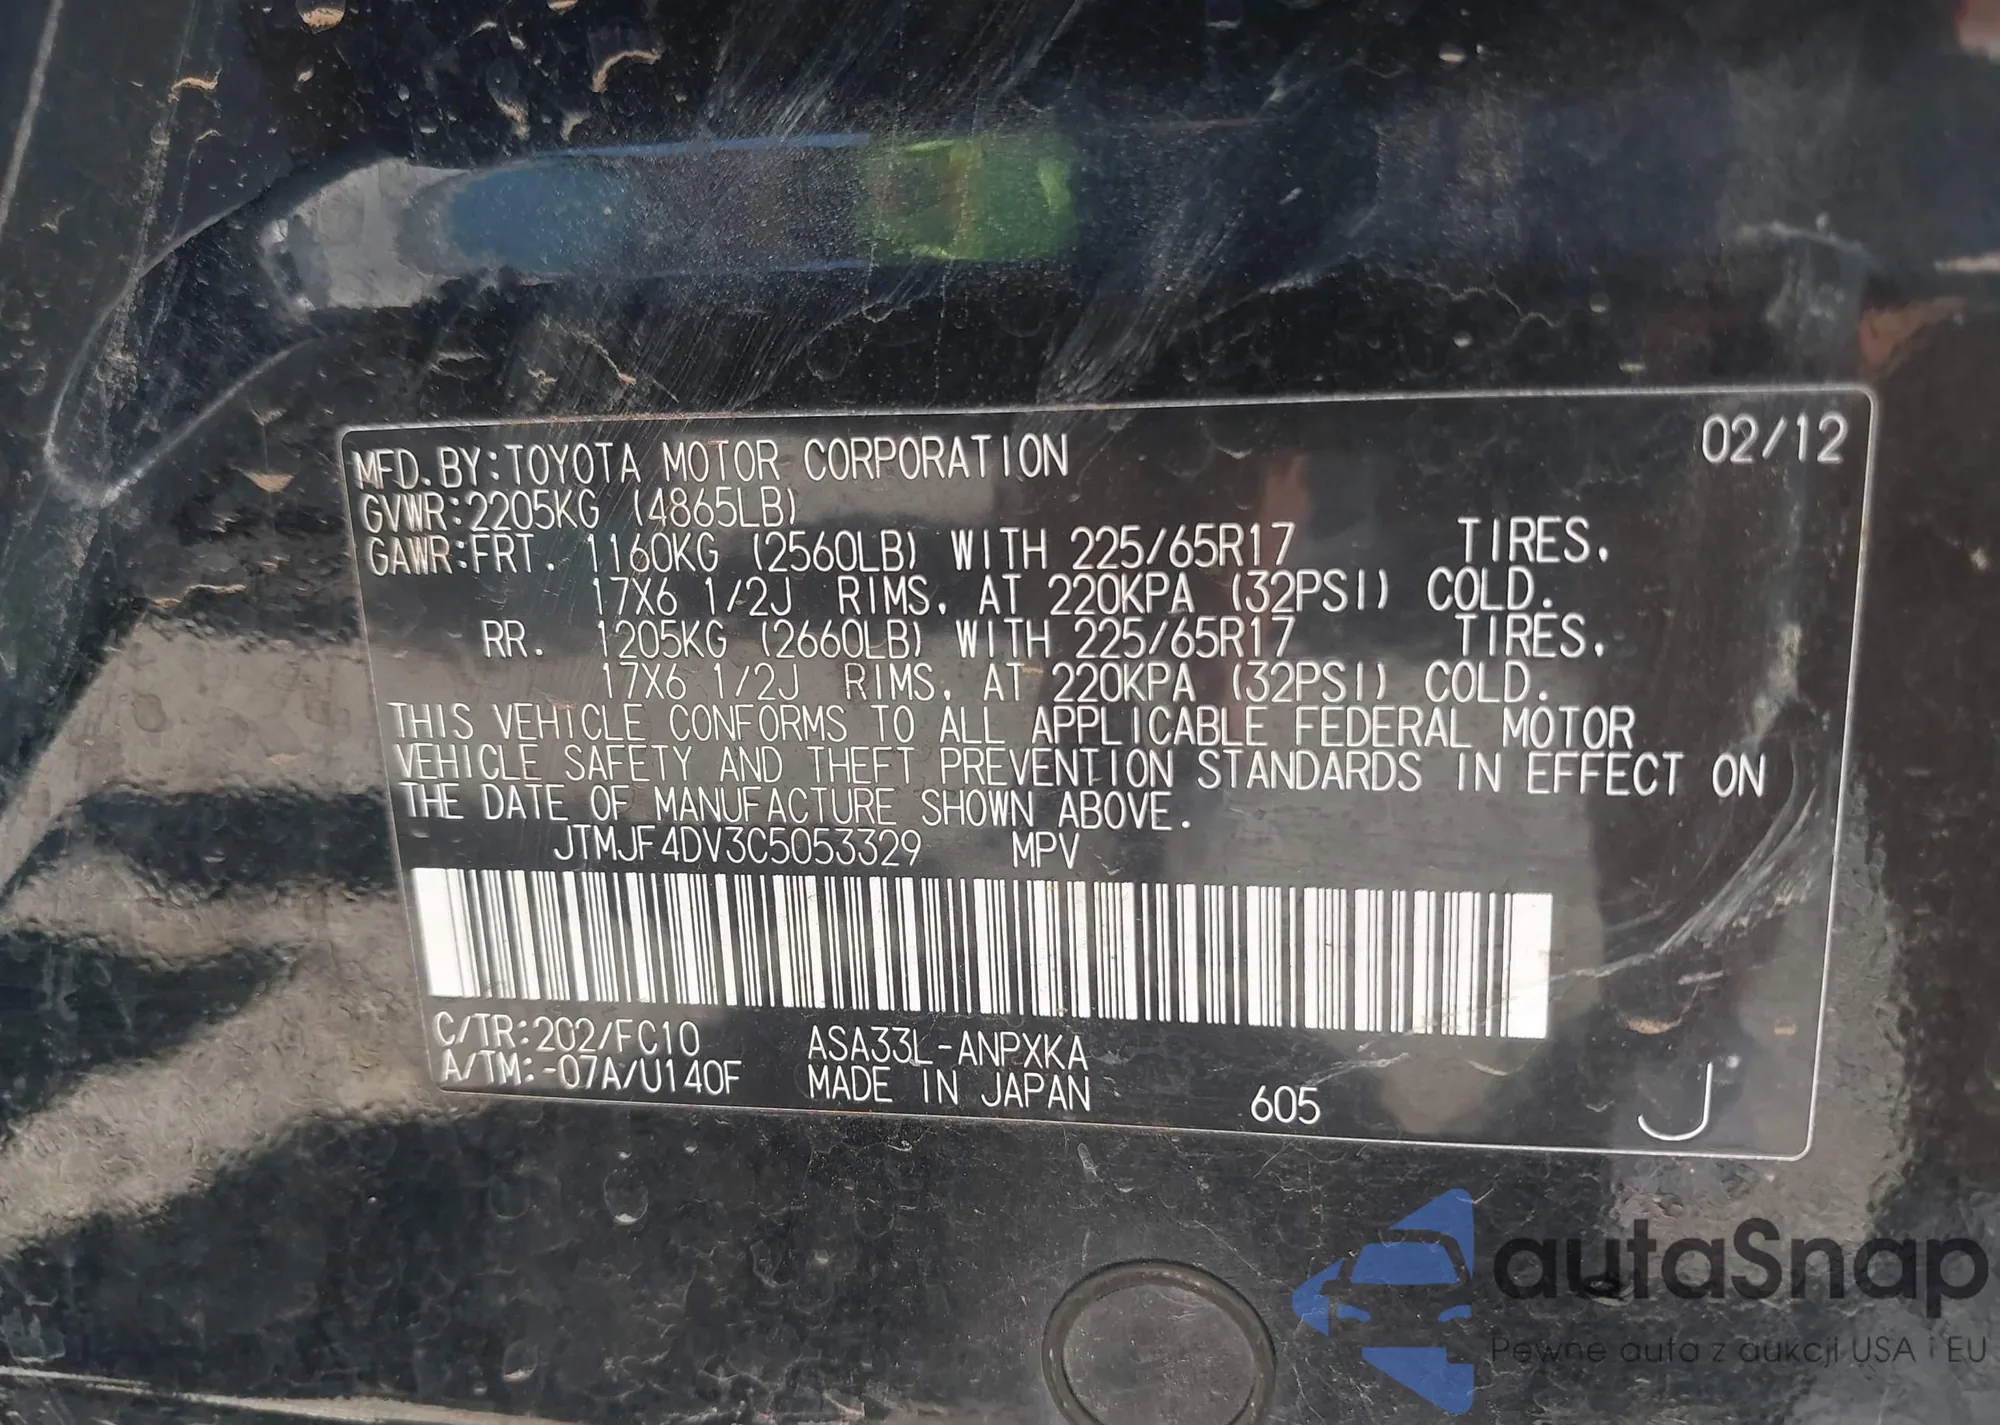 02/12
MFD.BY:TOYOTA MOTOR CORPORATION
GVWR:2205KG (4865LB)
GAWR:FRT. 1160KG (2560LB) WITH 225/65R17 TIRES.
17X6 1/2J RIMS, AT 220KPA (32PSI) COLD.
RR. 1205KG (2660LB) WITH 225/65R17 TIRES.
17X6 1/2J RIMS, AT 220KPA (32PSI) COLD.
THIS VEHICLE CONFORMS TO ALL APPLICABLE FEDERAL MOTOR
VEHICLE SAFETY AND THEFT PREVENTION STANDARDS IN EFFECT ON
THE DATE OF MANUFACTURE SHOWN ABOVE.
JTMJF4DV3C5053329 MPV
C/TR:202/FC10 ASA33L-ANPXKA
A/TM:-07A/U140F MADE IN JAPAN 605 J
autaSnap
Pewne auta z aukcji USA i EU